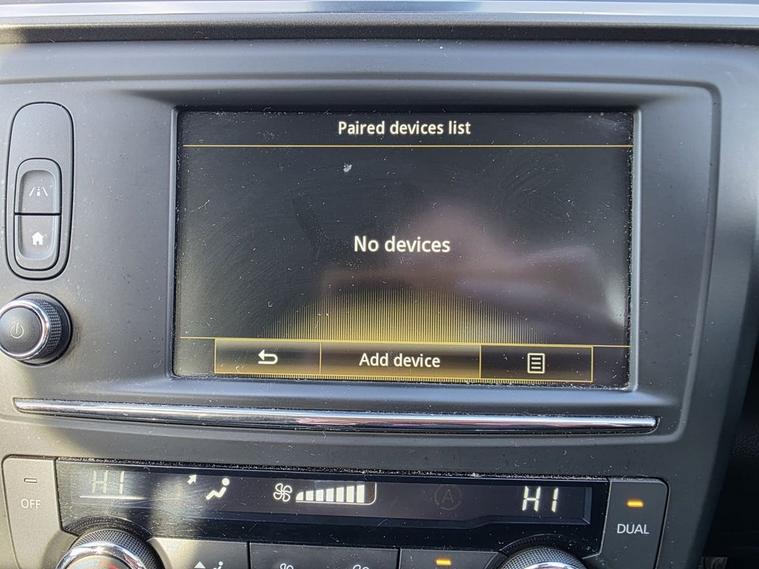 Paired devices list
No devices
Add device
HI
A
HI
OFF
DUAL